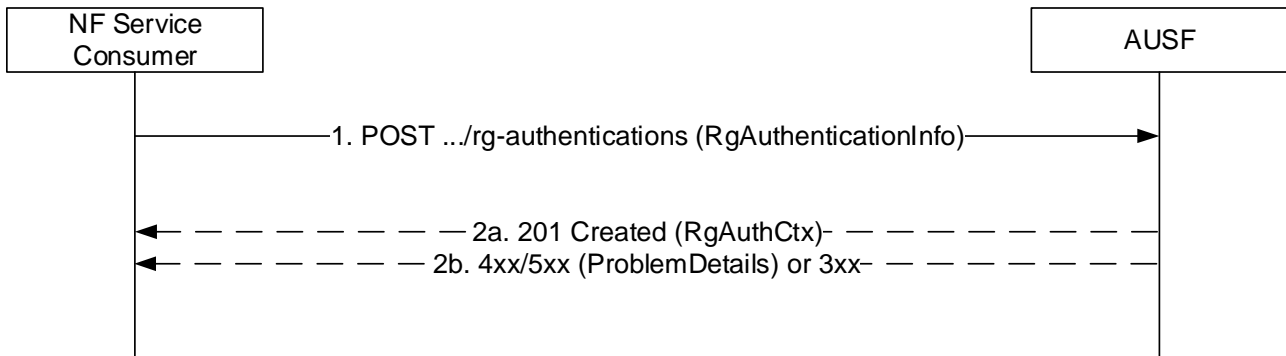 NF Service
Consumer
AUSF
1. POST .../rg-authentications (RgAuthenticationInfo)
2a. 201 Created (RgAuthCtx)
2b. 4xx/5xx (ProblemDetails) or 3xx